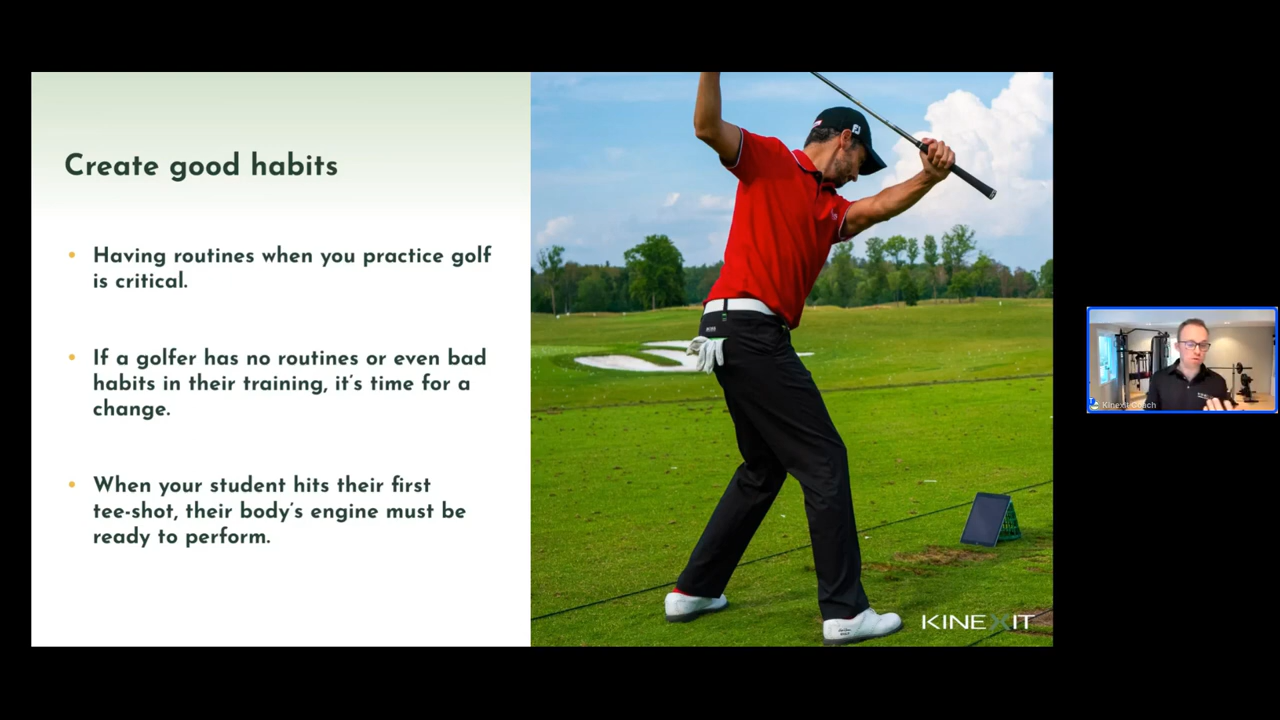 Create good habits
• Having routines when you practice golf
is critical.
• If a golfer has no routines or even bad
habits in their training, it's time for a
change.
• When your student hits their first
tee-shot, their body's engine must be
ready to perform.
KINEXIT
Kinexit Coach